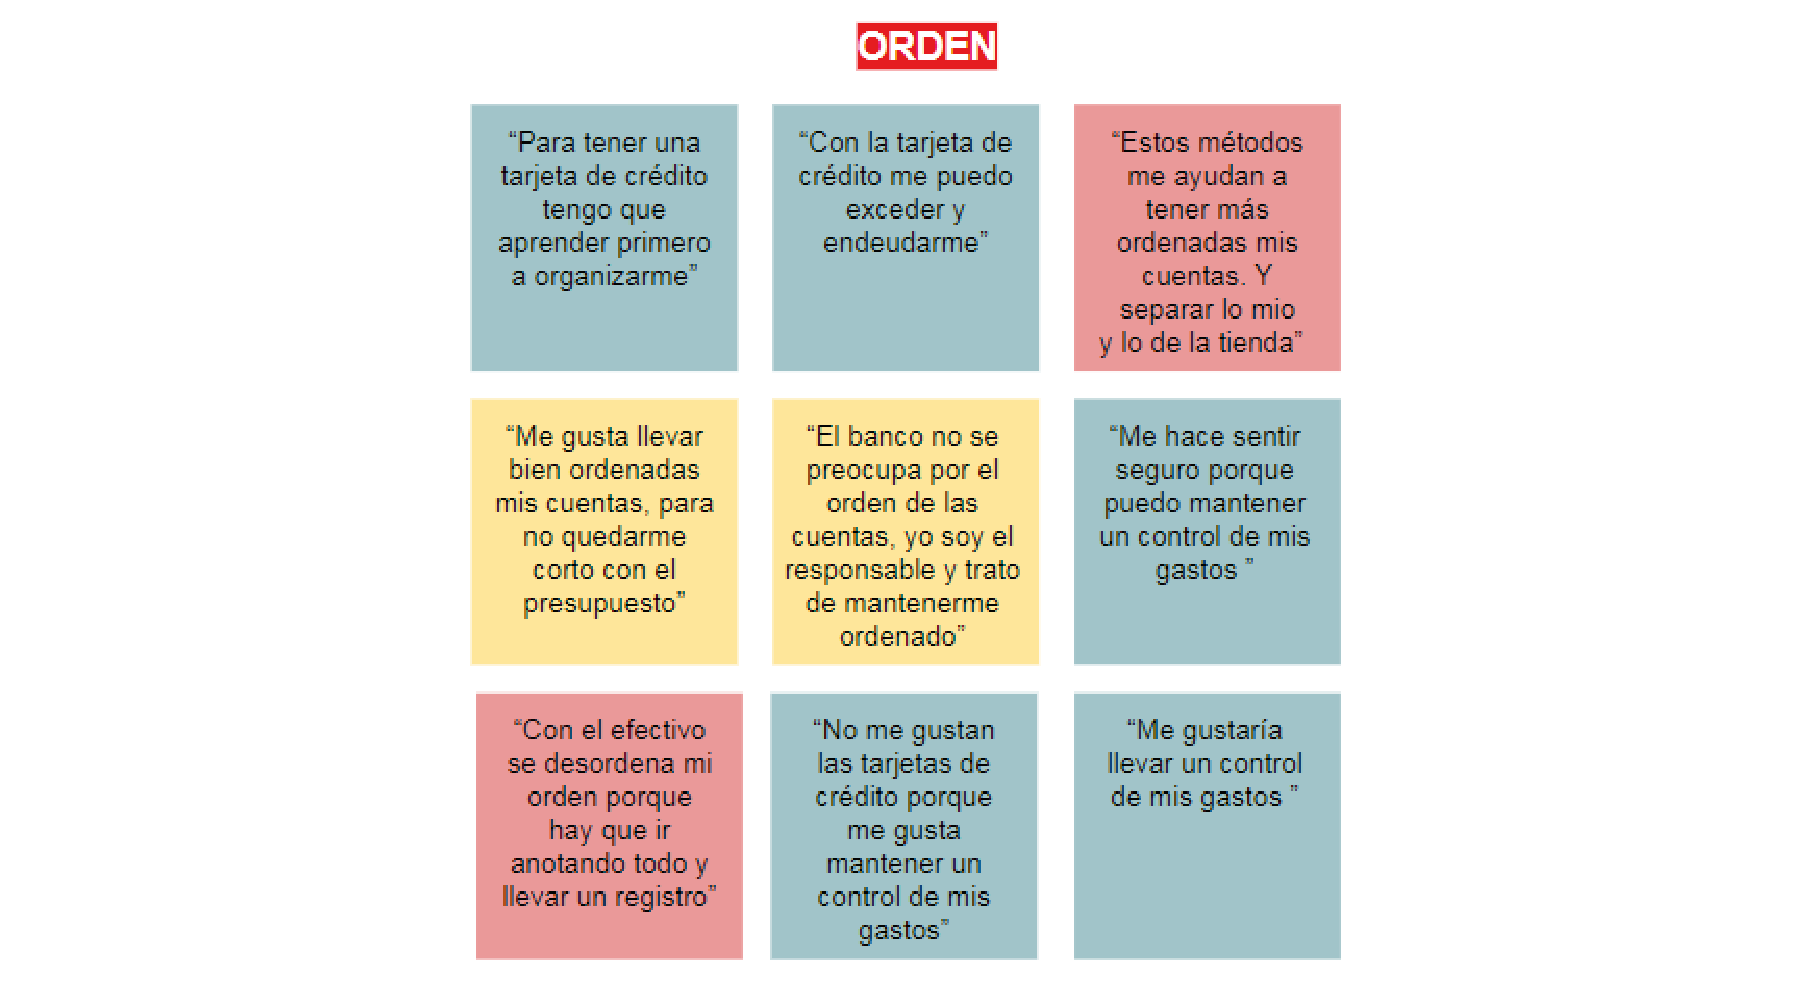 ORDEN
“Para tener una
tarjeta de crédito
tengo que
aprender primero
a organizarme”
“Con la tarjeta de
crédito me puedo
exceder y
endeudarme”
“Estos métodos
me ayudan a
tener más
ordenadas mis
cuentas. Y
separar lo mio
y lo de la tienda”
“Me gusta llevar
bien ordenadas
mis cuentas, para
no quedarme
corto con el
presupuesto”
“El banco no se
preocupa por el
orden de las
cuentas, yo soy el
responsable y trato
de mantenerme
ordenado”
“Me hace sentir
seguro porque
puedo mantener
un control de mis
gastos ”
“Con el efectivo
se desordena mi
orden porque
hay que ir
anotando todo y
llevar un registro”
“No me gustan
las tarjetas de
crédito porque
me gusta
mantener un
control de mis
gastos”
“Me gustaría
llevar un control
de mis gastos ”